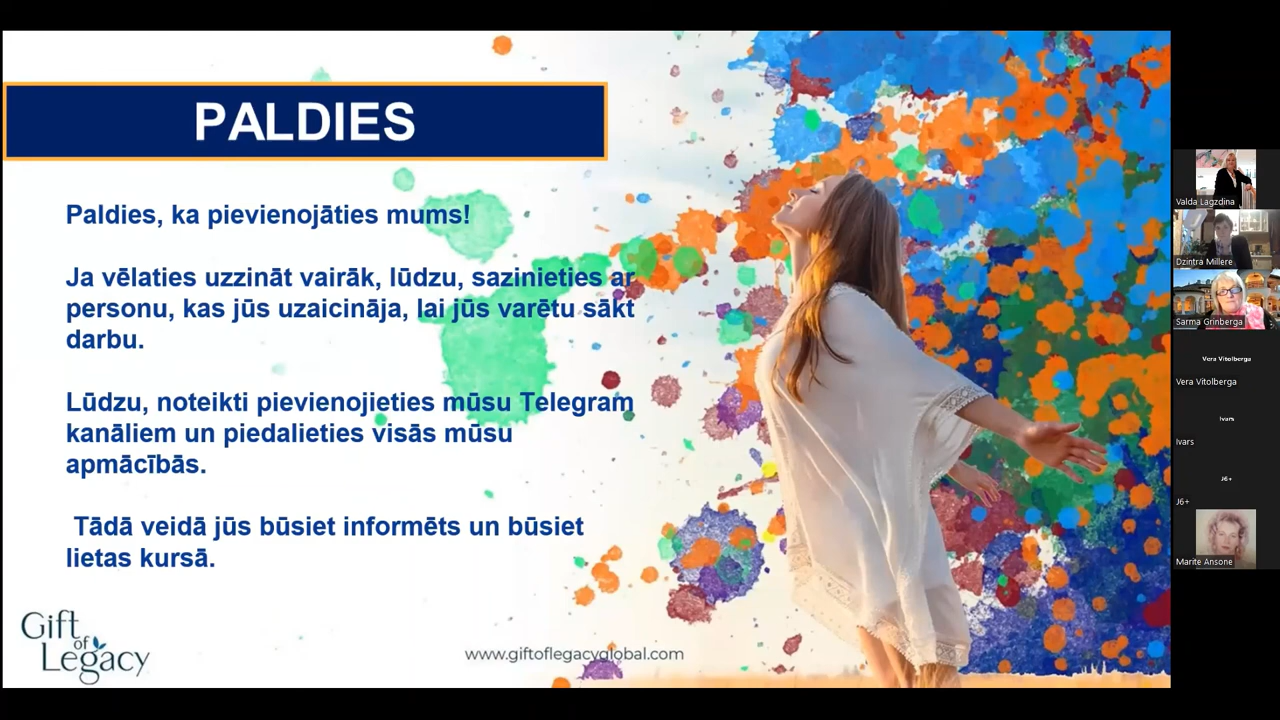 PALDIES
Paldies, ka pievienojāties mums!
Ja vēlaties uzzināt vairāk, lūdzu, sazinieties ar
personu, kas jūs uzaicināja, lai jūs varētu sākt
darbu.
Lūdzu, noteikti pievienojieties mūsu Telegram
kanāliem un piedalieties visās mūsu
apmācībās.
Tādā veidā jūs būsiet informēts un būsiet
lietas kursā.
Gift
of
Legacy
www.giftoflegacyglobal.com
Valda Lagzdina
Dzintra Millere
Sarma Grinberga
Vera Vitolberga
Vera Vitolberga
Ivars
Ivars
J6+
J6+
Marite Ansone